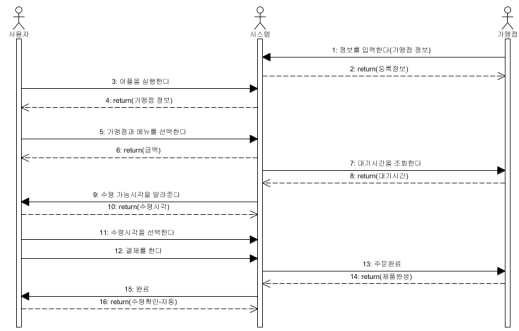 사용자
시스템
가맹점
1: 정보를 입력한다(가맹점 정보)
2: return(등록정보)
3: 어플을 실행한다
4: return(가맹점 정보)
5: 가맹점과 메뉴를 선택한다
6: return(금액)
7: 대기시간을 조회한다
8: return(대기시간)
9: 수령 가능시각을 알려준다
10: return(수령시각)
11: 수령시각을 선택한다
12: 결제를 한다
13: 주문완료
14: return(제품완성)
15: 완료
16: return(수령확인-자동)